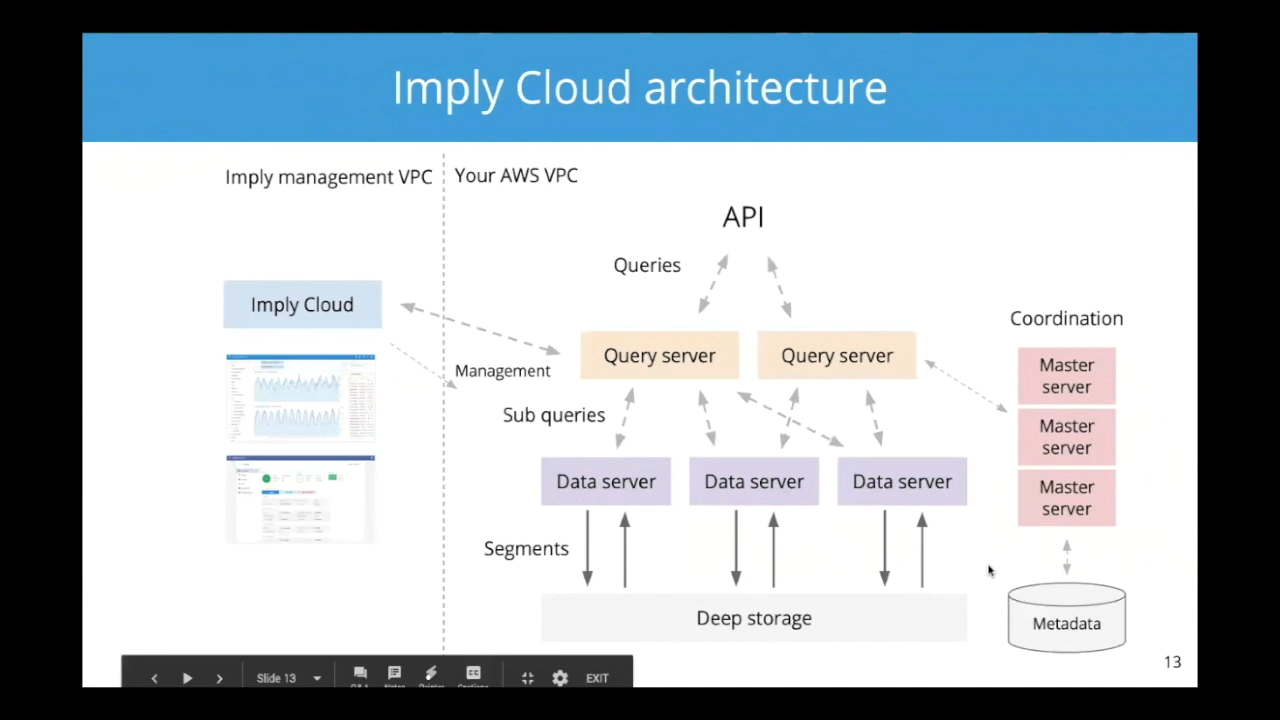 Imply Cloud architecture
Imply management VPC
Your AWS VPC
API
Queries
Imply Cloud
Coordination
Query server
Query server
Master
server
Management
Sub queries
Master
server
Data server
Data server
Data server
Master
server
Segments
Deep storage
Metadata
13
Slide 13
EXIT